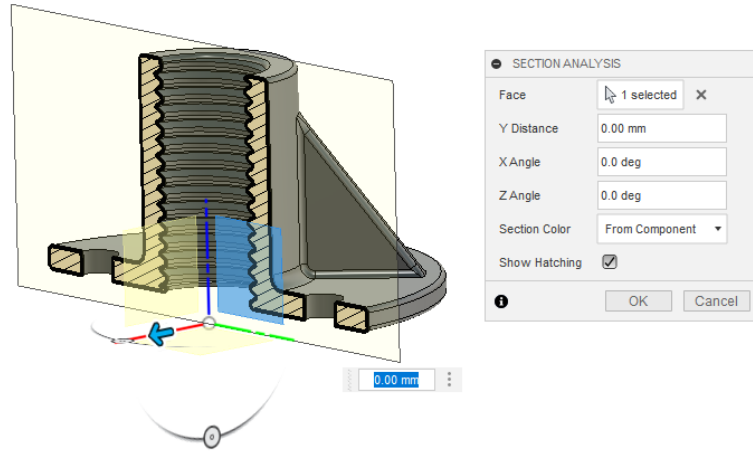 SECTION ANALYSIS
Face 1 selected
Y Distance 0.00 mm
X Angle 0.0 deg
Z Angle 0.0 deg
Section Color From Component
Show Hatching
OK Cancel
0.00 mm